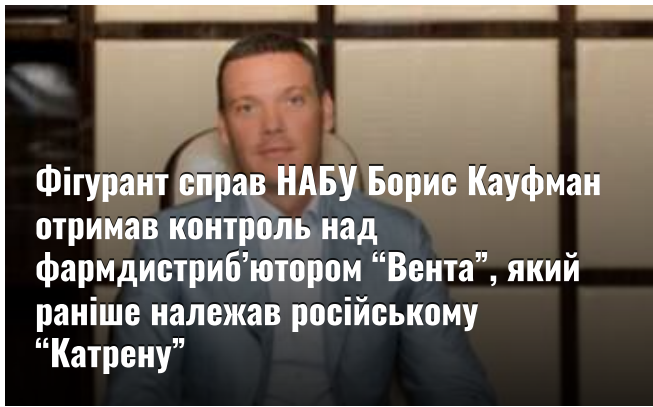 Фігурант справ НАБУ Борис Кауфман
отримав контроль над
фармдистриб’ютором “Вента”, який
раніше належав російському
“Катрену”